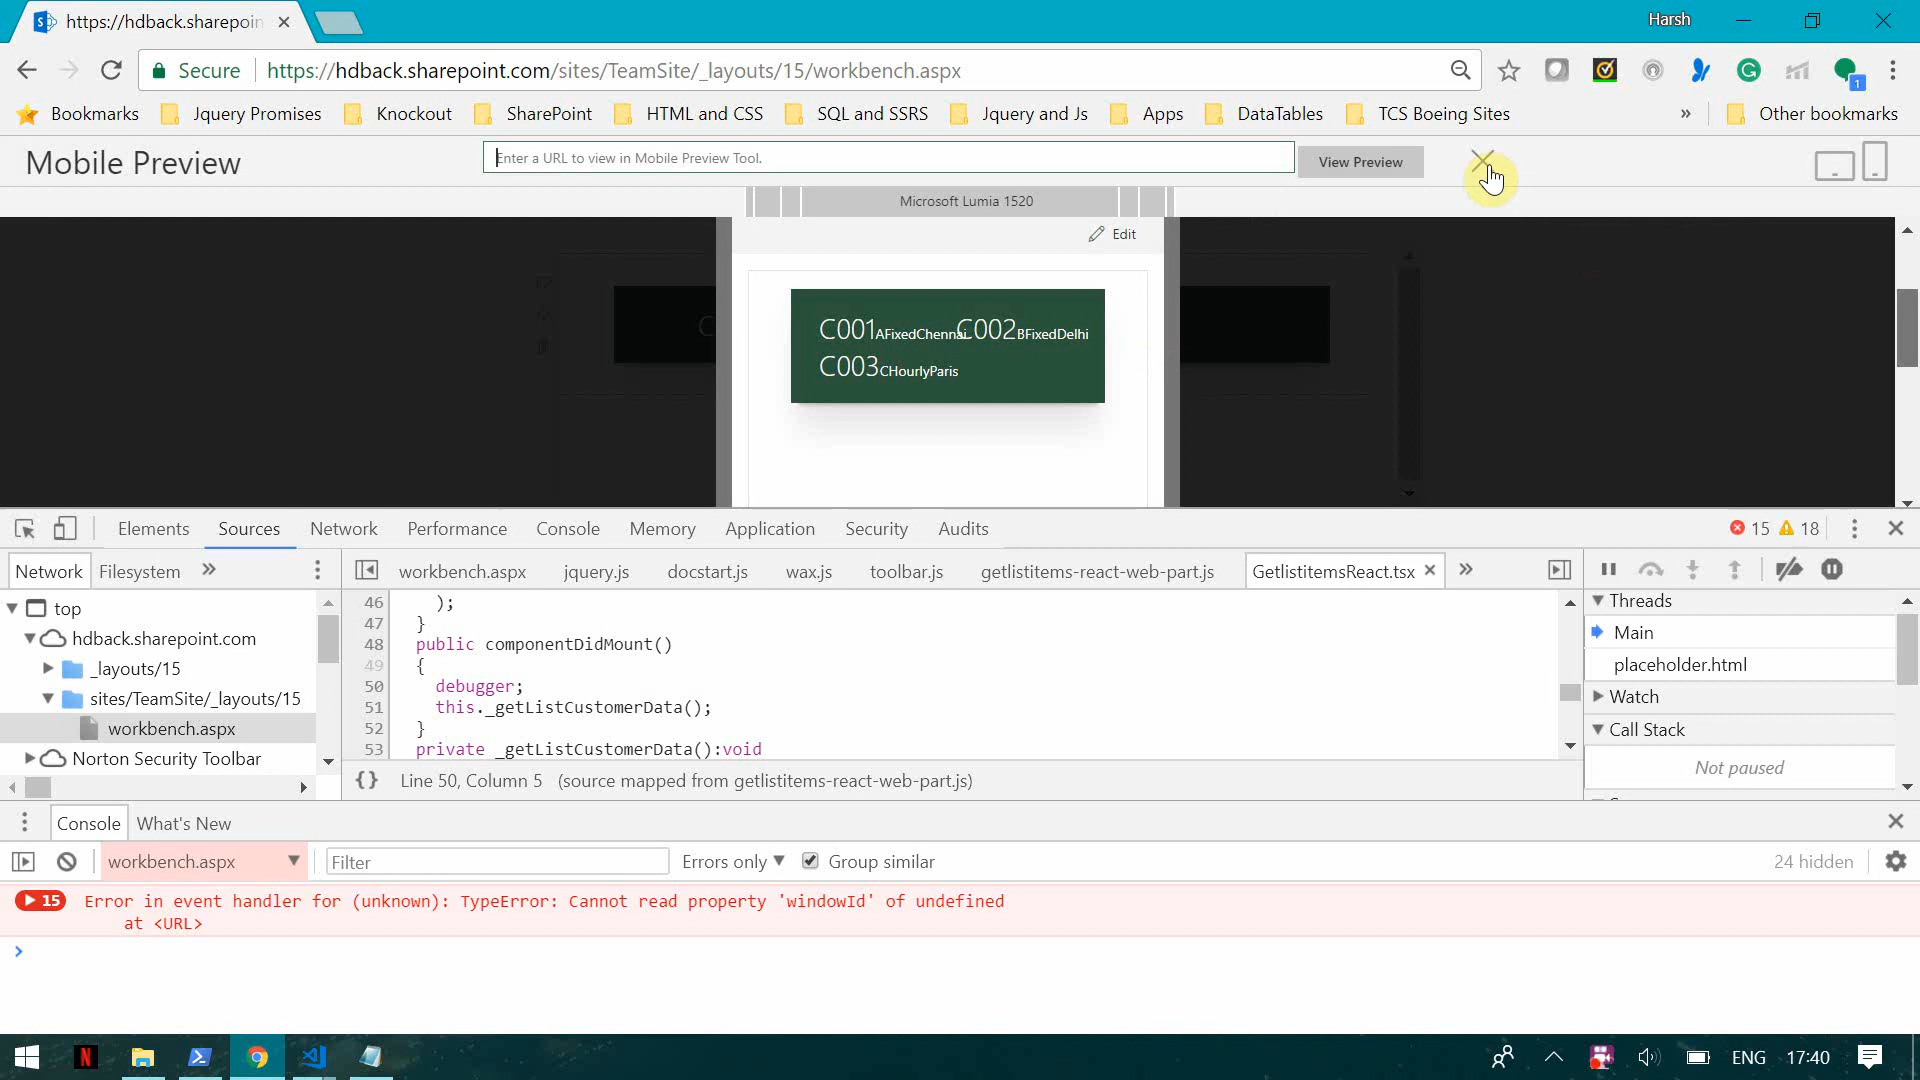 https://hdback.sharepoin
Harsh
Secure https://hdback.sharepoint.com/sites/TeamSite/_layouts/15/workbench.aspx
1
Bookmarks Jquery Promises Knockout SharePoint HTML and CSS SQL and SSRS Jquery and Js Apps DataTables TCS Boeing Sites » Other bookmarks
Mobile Preview
Enter a URL to view in Mobile Preview Tool.
View Preview
Microsoft Lumia 1520
Edit
C001AFixedChennai C002BFixedDelhi
C003CHourlyParis
Elements Sources Network Performance Console Memory Application Security Audits 15 18
Network Filesystem »
workbench.aspx jquery.js docstart.js wax.js toolbar.js getlistitems-react-web-part.js GetlistitemsReact.tsx »
top
hdback.sharepoint.com
_layouts/15
sites/TeamSite/_layouts/15
workbench.aspx
Norton Security Toolbar
46 );
47 }
48 public componentDidMount()
49 {
50 debugger;
51 this._getListCustomerData();
52 }
53 private _getListCustomerData():void
{} Line 50, Column 5 (source mapped from getlistitems-react-web-part.js)
Threads
Main
placeholder.html
Watch
Call Stack
Not paused
Console What's New
workbench.aspx Filter Errors only Group similar 24 hidden
15 Error in event handler for (unknown): TypeError: Cannot read property 'windowId' of undefined
at <URL>
ENG 17:40